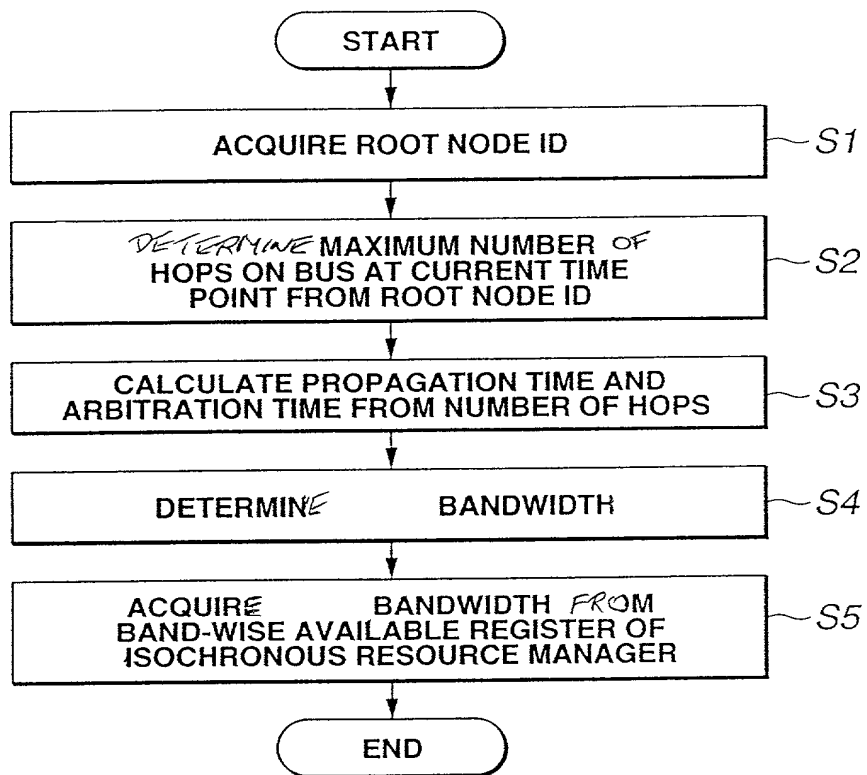 START
ACQUIRE ROOT NODE ID
S1
DETERMINE MAXIMUM NUMBER OF
HOPS ON BUS AT CURRENT TIME
POINT FROM ROOT NODE ID
S2
CALCULATE PROPAGATION TIME AND
ARBITRATION TIME FROM NUMBER OF HOPS
S3
DETERMINE BANDWIDTH
S4
ACQUIRE BANDWIDTH FROM
BAND-WISE AVAILABLE REGISTER OF
ISOCHRONOUS RESOURCE MANAGER
S5
END